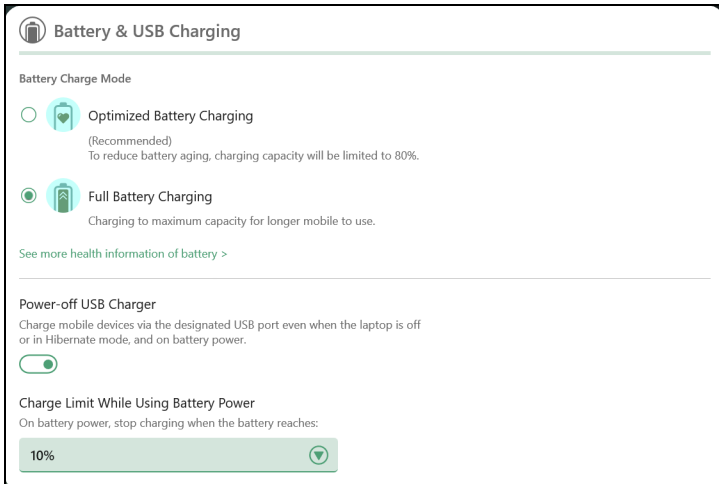 Battery & USB Charging
Battery Charge Mode
Optimized Battery Charging
(Recommended)
To reduce battery aging, charging capacity will be limited to 80%.
Full Battery Charging
Charging to maximum capacity for longer mobile to use.
See more health information of battery >
Power-off USB Charger
Charge mobile devices via the designated USB port even when the laptop is off
or in Hibernate mode, and on battery power.
Charge Limit While Using Battery Power
On battery power, stop charging when the battery reaches:
10%